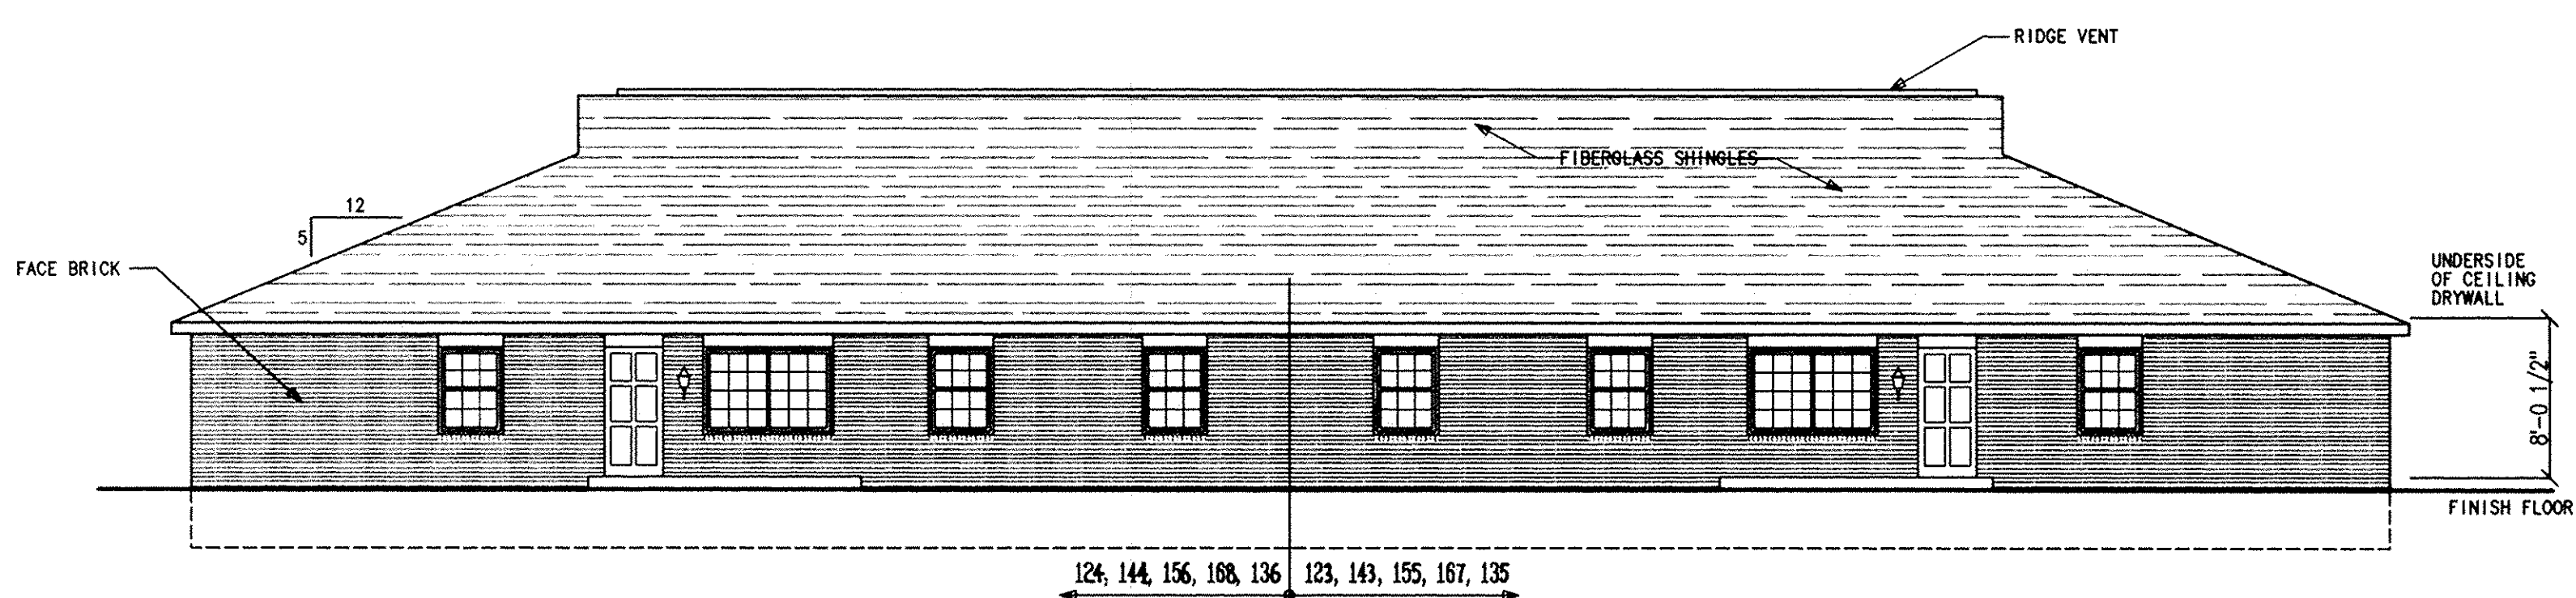 RIDGE VENT
FIBERGLASS SHINGLES
12
5
FACE BRICK
UNDERSIDE
OF CEILING
DRYWALL
8'-0 1/2"
FINISH FLOOR
124, 144, 156, 168, 136
123, 143, 155, 167, 135